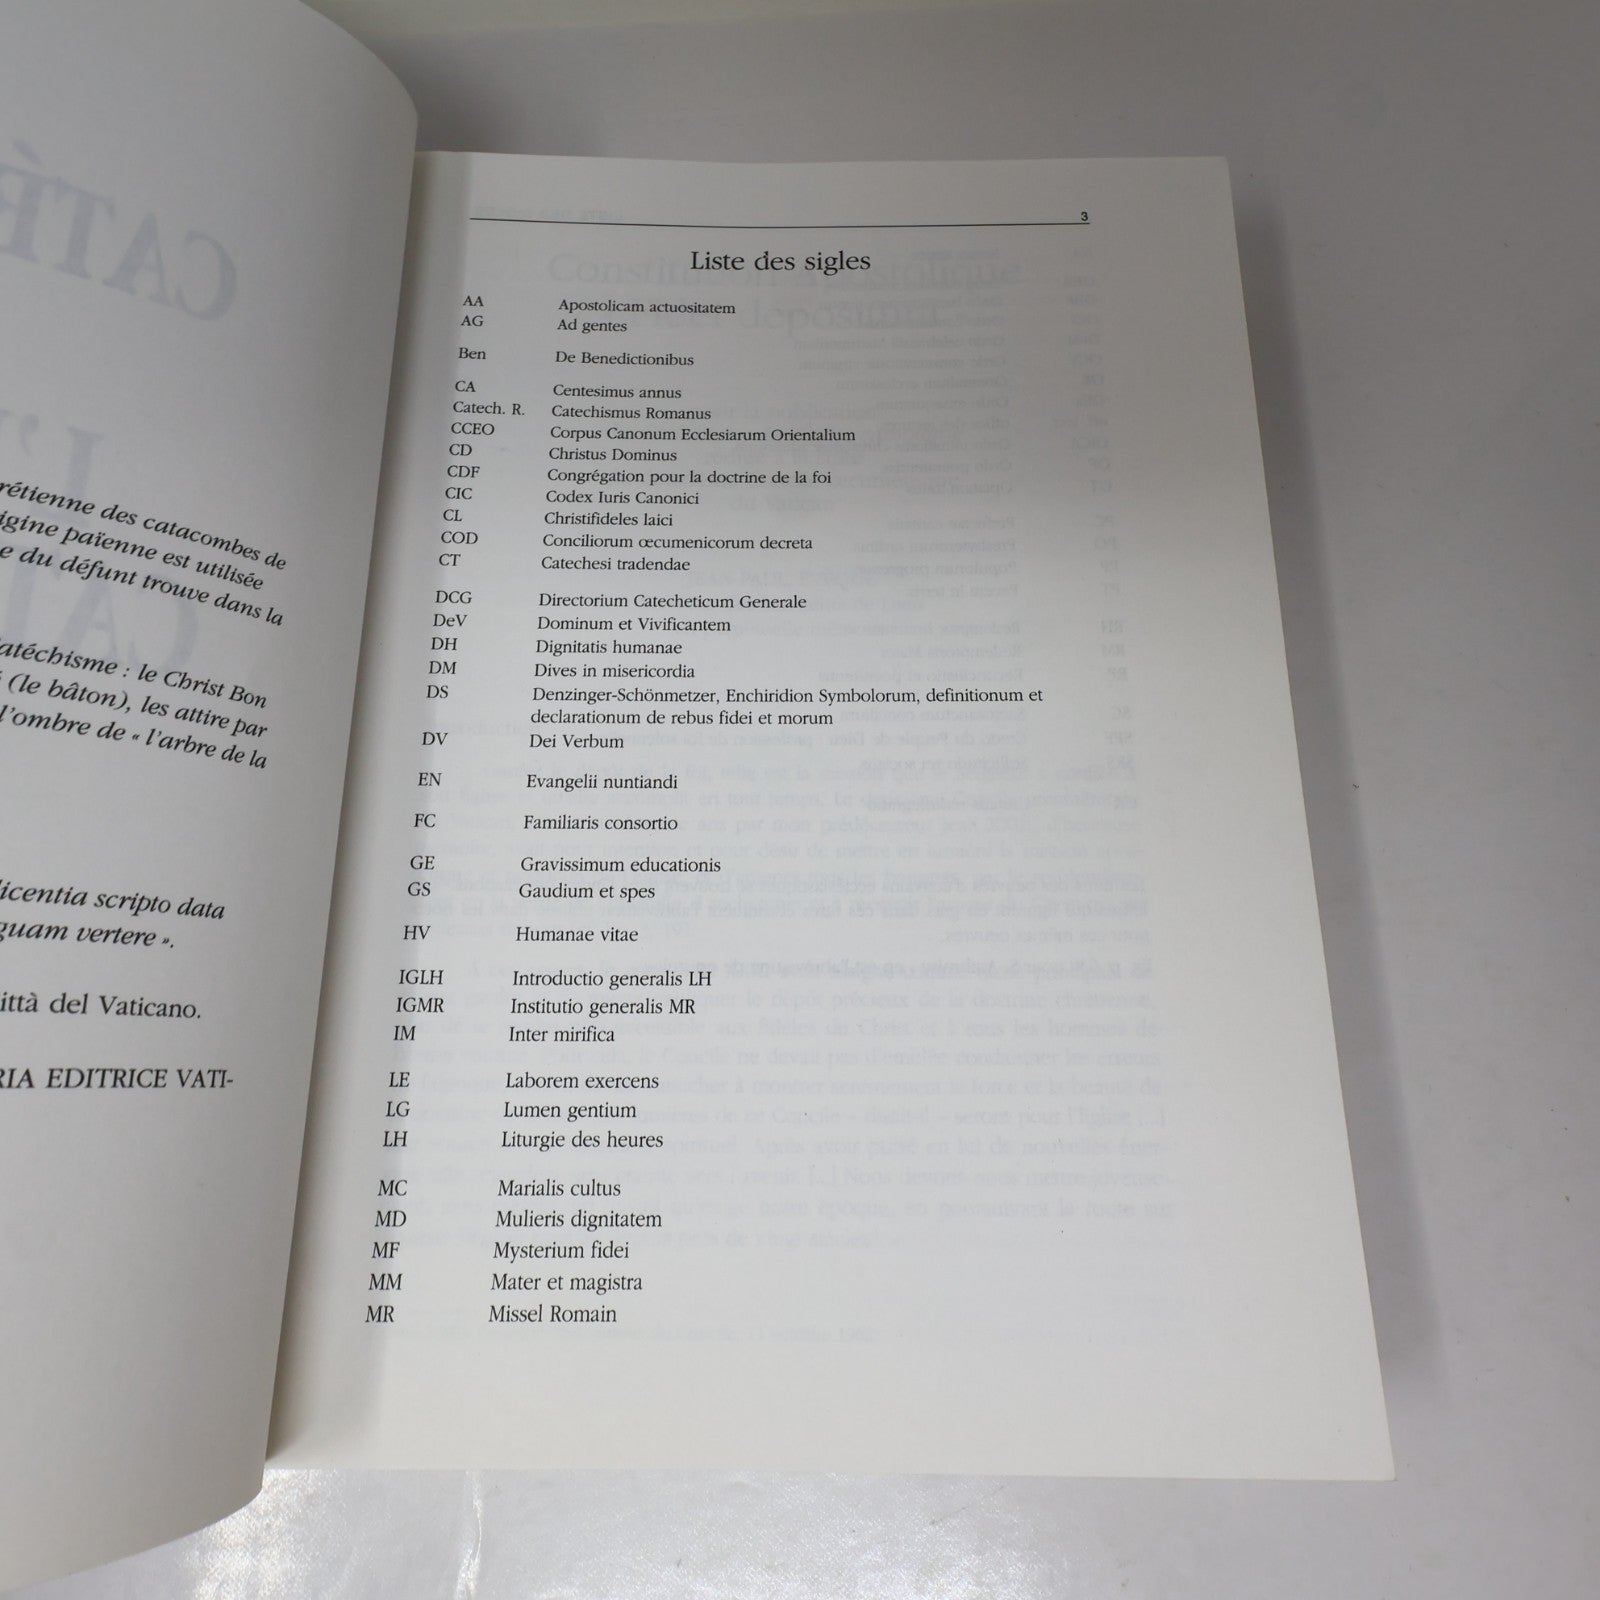 CATÉ
L'
CAT
rétienne des catacombes de
igine païenne est utilisée
e du défunt trouve dans la
atéchisme : le Christ Bon
(le bâton), les attire par
l'ombre de « l'arbre de la
licentia scripto data
guam vertere ».
ittà del Vaticano.
RIA EDITRICE VATI-
3
Liste des sigles
AA Apostolicam actuositatem
AG Ad gentes
Ben De Benedictionibus
CA Centesimus annus
Catech. R. Catechismus Romanus
CCEO Corpus Canonum Ecclesiarum Orientalium
CD Christus Dominus
CDF Congrégation pour la doctrine de la foi
CIC Codex Iuris Canonici
CL Christifideles laici
COD Conciliorum œcumenicorum decreta
CT Catechesi tradendae
DCG Directorium Catecheticum Generale
DeV Dominum et Vivificantem
DH Dignitatis humanae
DM Dives in misericordia
DS Denzinger-Schönmetzer, Enchiridion Symbolorum, definitionum et
declarationum de rebus fidei et morum
DV Dei Verbum
EN Evangelii nuntiandi
FC Familiaris consortio
GE Gravissimum educationis
GS Gaudium et spes
HV Humanae vitae
IGLH Introductio generalis LH
IGMR Institutio generalis MR
IM Inter mirifica
LE Laborem exercens
LG Lumen gentium
LH Liturgie des heures
MC Marialis cultus
MD Mulieris dignitatem
MF Mysterium fidei
MM Mater et magistra
MR Missel Romain